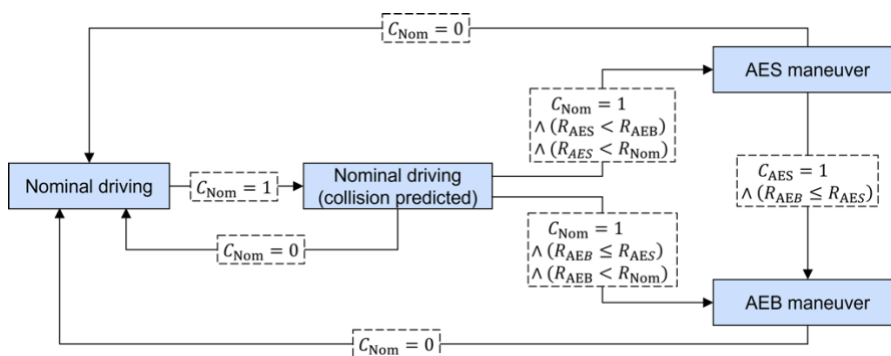 C_Nom = 0
AES maneuver
C_Nom = 1
∧ (R_AES < R_AEB)
∧ (R_AES < R_Nom)
Nominal driving
C_Nom = 1
Nominal driving
(collision predicted)
C_AES = 1
∧ (R_AEB ≤ R_AES)
C_Nom = 0
C_Nom = 1
∧ (R_AEB ≤ R_AES)
∧ (R_AEB < R_Nom)
AEB maneuver
C_Nom = 0